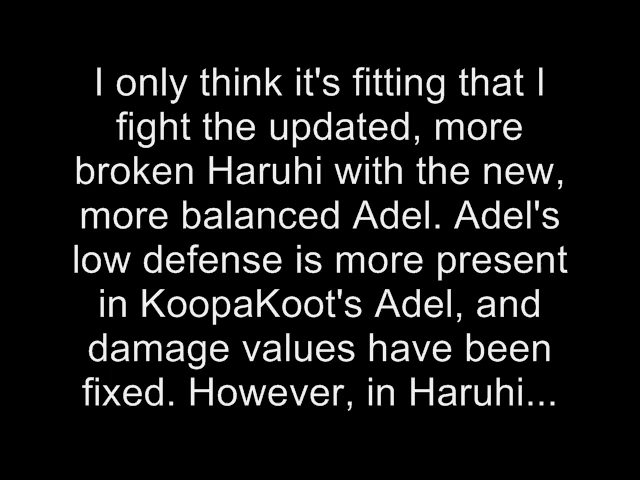 I only think it's fitting that I
fight the updated, more
broken Haruhi with the new,
more balanced Adel. Adel's
low defense is more present
in KoopaKoot's Adel, and
damage values have been
fixed. However, in Haruhi...